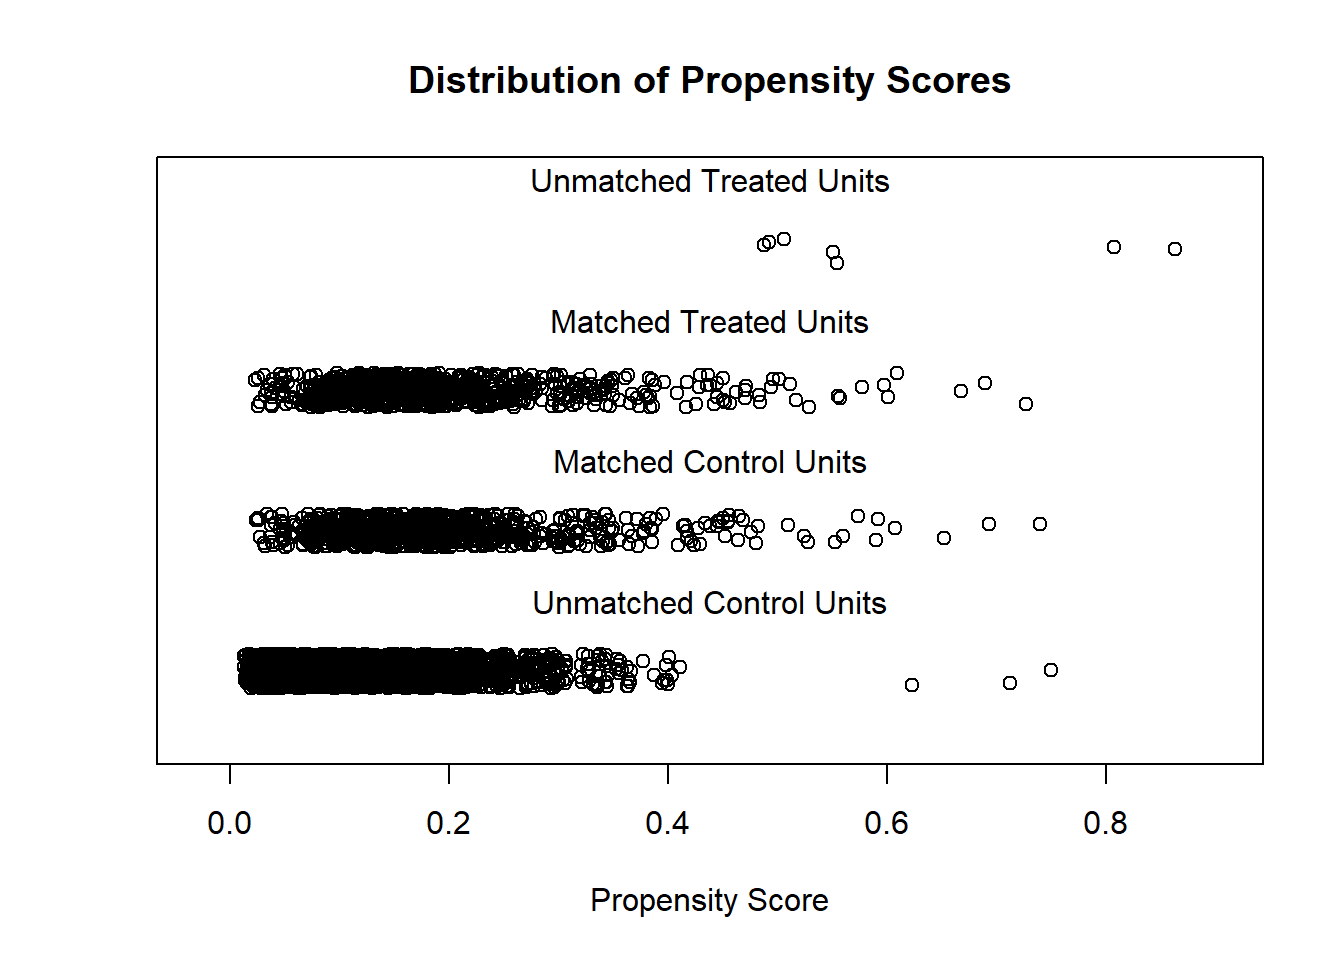 Distribution of Propensity Scores
Unmatched Treated Units
Matched Treated Units
Matched Control Units
Unmatched Control Units
0.0 0.2 0.4 0.6 0.8
Propensity Score